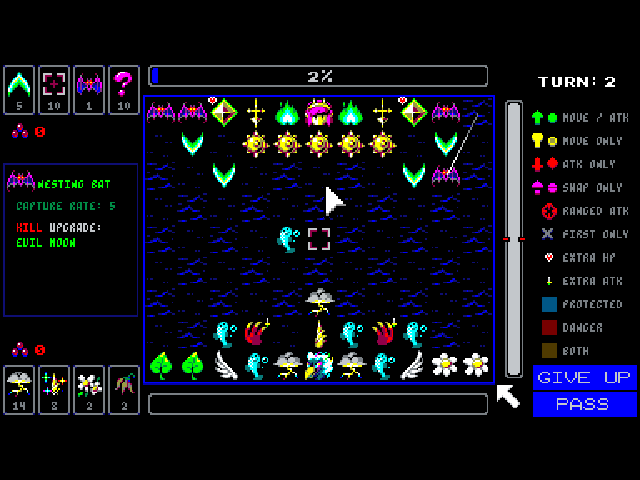 2%
TURN: 2
5
10
1
10
0
NESTING BAT
CAPTURE RATE: 5
KILL UPGRADE:
EVIL MOON
0
14
8
2
2
MOVE / ATK
MOVE ONLY
ATK ONLY
SWAP ONLY
RANGED ATK
FIRST ONLY
EXTRA HP
EXTRA ATK
PROTECTED
DANGER
BOTH
GIVE UP
PASS